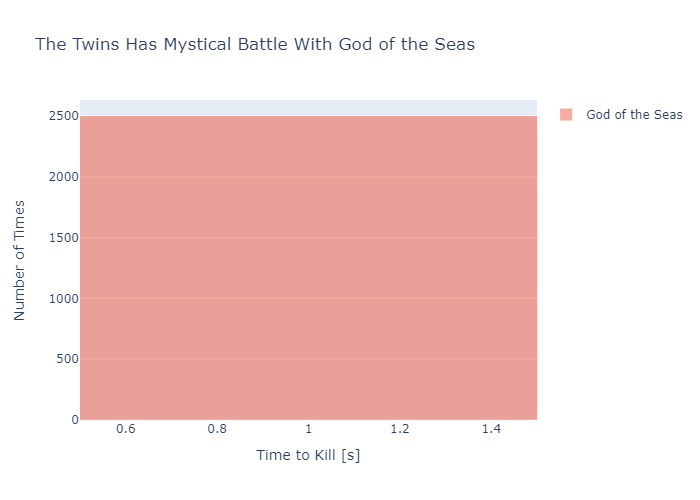 The Twins Has Mystical Battle With God of the Seas
God of the Seas
2500
2000
1500
1000
500
0
Number of Times
0.6 0.8 1 1.2 1.4
Time to Kill [s]